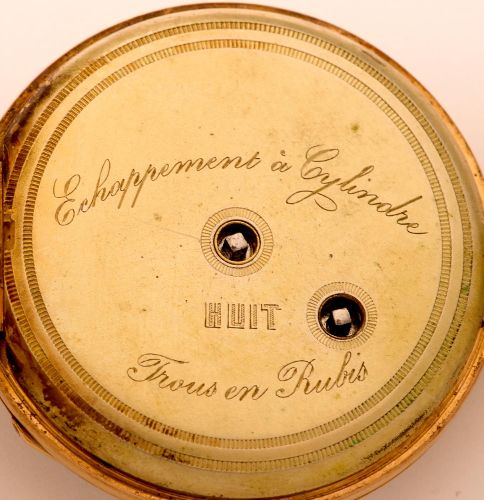 Echappement à Cylindre
HUIT
Trous en Rubis